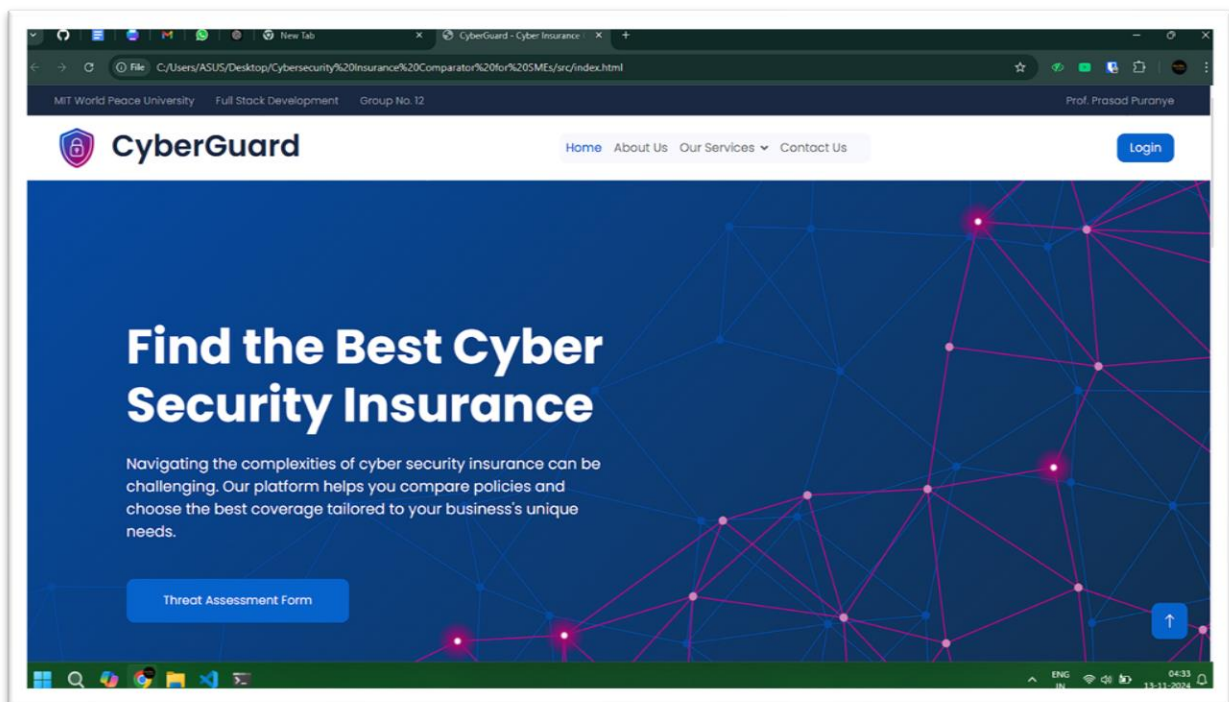 New Tab
CyberGuard - Cyber Insurance
File C:/Users/ASUS/Desktop/Cybersecurity%20Insurance%20Comparator%20for%20SMEs/src/index.html
MIT World Peace University Full Stack Development Group No. 12 Prof. Prasad Puranye
CyberGuard
Home About Us Our Services Contact Us
Login
Find the Best Cyber
Security Insurance
Navigating the complexities of cyber security insurance can be
challenging. Our platform helps you compare policies and
choose the best coverage tailored to your business's unique
needs.
Threat Assessment Form
ENG
IN
04:33
13-11-2024